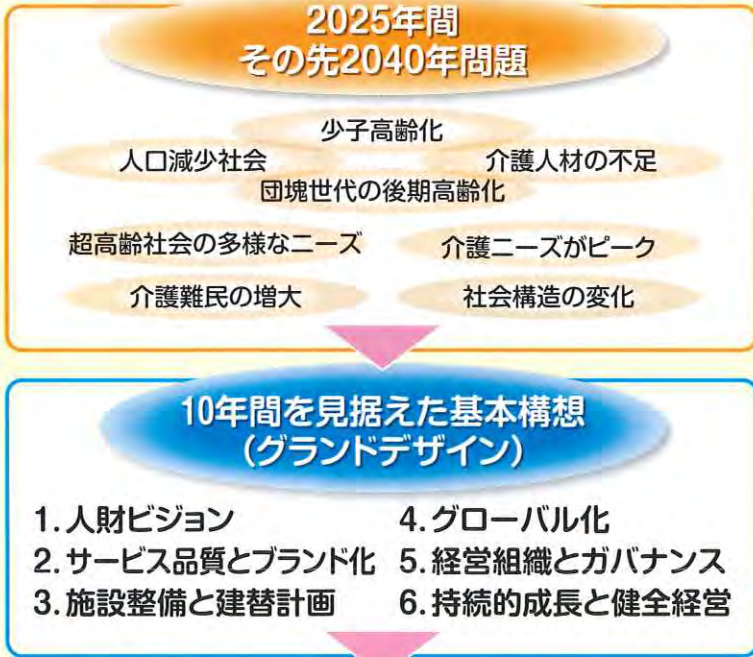 2025年間
その先2040年問題
少子高齢化
人口減少社会
介護人材の不足
団塊世代の後期高齢化
超高齢社会の多様なニーズ
介護ニーズがピーク
介護難民の増大
社会構造の変化
10年間を見据えた基本構想
(グランドデザイン)
1.人財ビジョン
2.サービス品質とブランド化
3.施設整備と建替計画
4.グローバル化
5.経営組織とガバナンス
6.持続的成長と健全経営